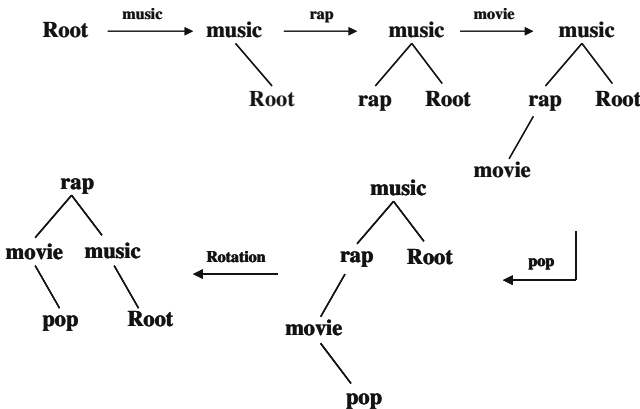 music rap movie
Root music music music
Root rap Root rap Root
movie
rap music
movie music Rotation rap Root pop
pop Root movie
pop